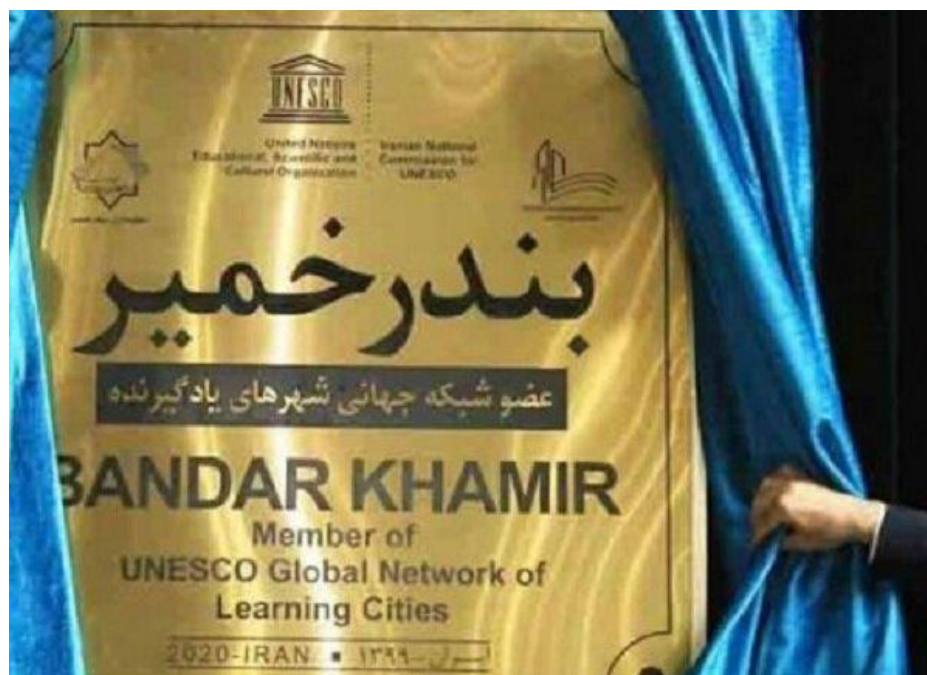 UNESCO
United Nations
Educational, Scientific and
Cultural Organization
Iranian National
Commission for
UNESCO
بندرخمیر
عضو شبکه جهانی شهرهای یادگیرنده
BANDAR KHAMIR
Member of
UNESCO Global Network of
Learning Cities
2020-IRAN ▪ ایران-۱۳۹۹